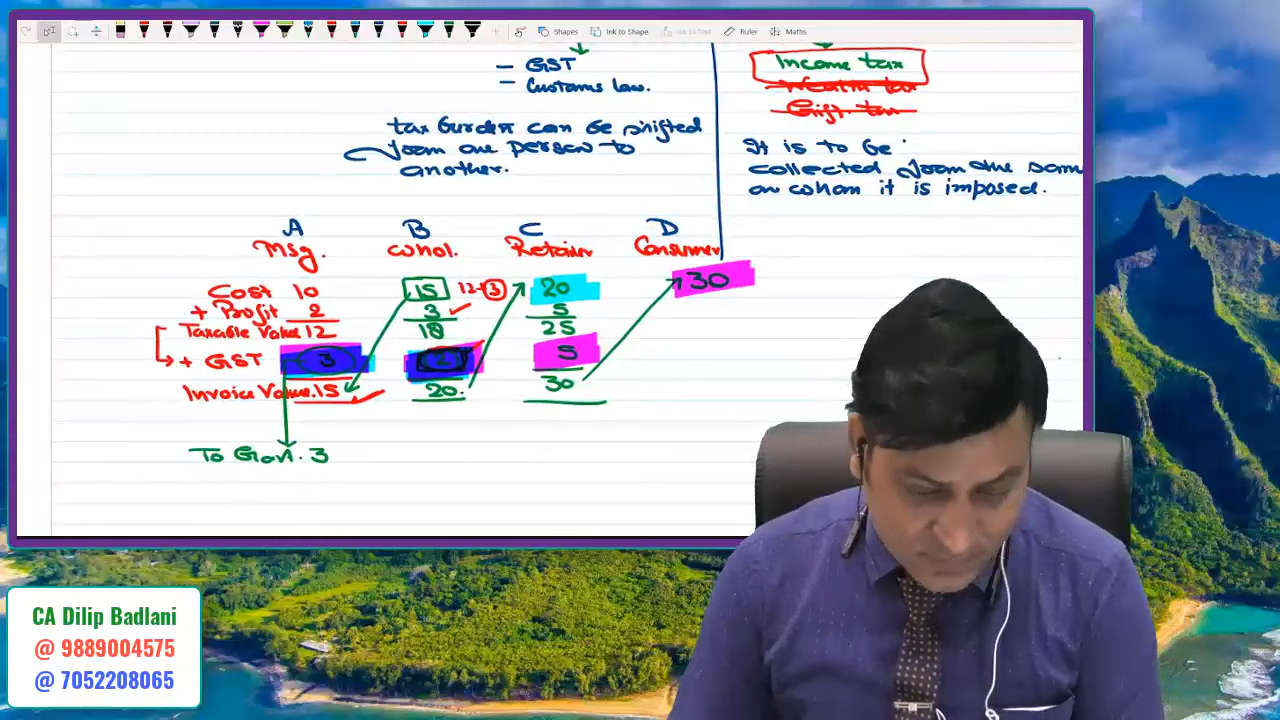 Shapes Ink to Shape Ink to Text Ruler Maths
– GST
– Customs law.
tax burden can be shifted
from one person to
another.
Income tax
Wealth tax
Gift tax
It is to be
collected from the same
on whom it is imposed.
A B C D
Mfg. Whol. Retailer Consumer
Cost 10 15 12+3 20 30
+ Profit 2 3 5
Taxable Value 12 18 25
+ GST 3 2 5
Invoice Value. 15 20. 30
To Govt. 3
CA Dilip Badlani
@ 9889004575
@ 7052208065